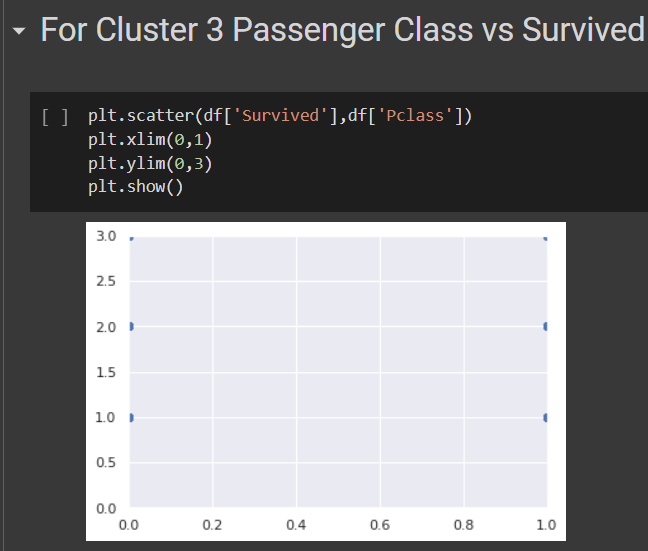 For Cluster 3 Passenger Class vs Survived
[ ] plt.scatter(df['Survived'],df['Pclass'])
plt.xlim(0,1)
plt.ylim(0,3)
plt.show()
3.0
2.5
2.0
1.5
1.0
0.5
0.0
0.0 0.2 0.4 0.6 0.8 1.0